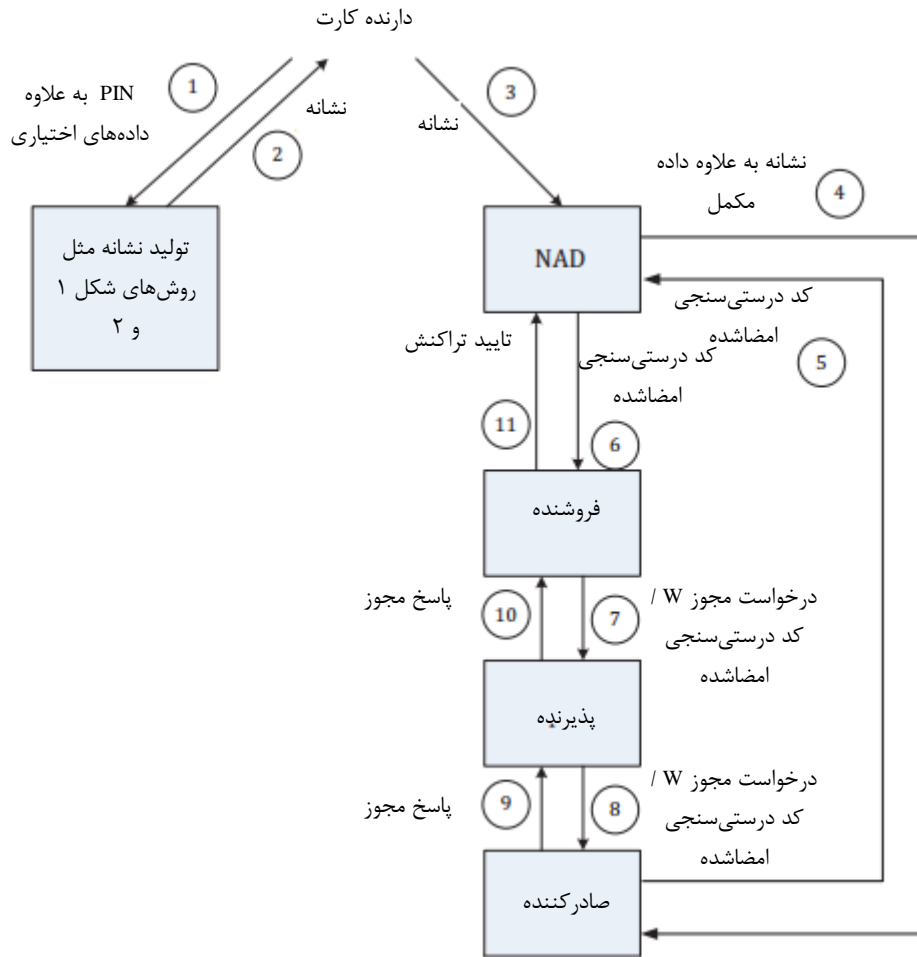 دارنده کارت
1
PIN به علاوه
داده‌های اختیاری
نشانه
2
3
نشانه
نشانه به علاوه داده
مکمل
4
تولید نشانه مثل
روش‌های شکل ۱
و ۲
NAD
کد درستی‌سنجی
امضاشده
5
تایید تراکنش
کد درستی‌سنجی
امضاشده
11
6
فروشنده
پاسخ مجوز
10
7
درخواست مجوز W /
کد درستی‌سنجی
امضاشده
پذیرنده
پاسخ مجوز
9
8
درخواست مجوز W /
کد درستی‌سنجی
امضاشده
صادرکننده